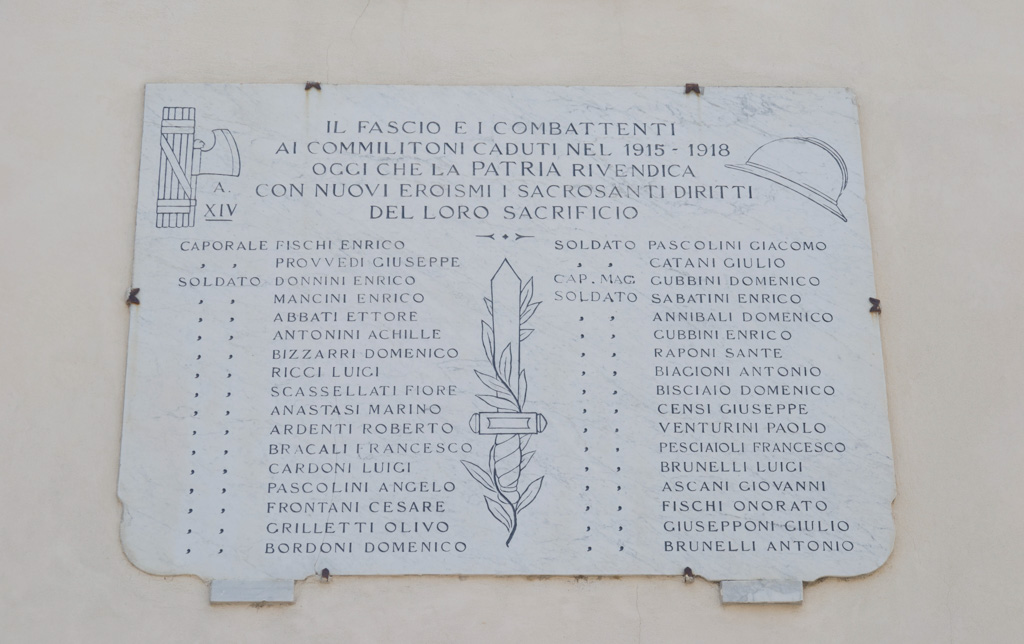 IL FASCIO E I COMBATTENTI
AI COMMILITONI CADUTI NEL 1915 - 1918
OGGI CHE LA PATRIA RIVENDICA
CON NUOVI EROISMI I SACROSANTI DIRITTI
DEL LORO SACRIFICIO
A.
XIV
CAPORALE FISCHI ENRICO
, , PROVVEDI GIUSEPPE
SOLDATO DONNINI ENRICO
, , MANCINI ENRICO
, , ABBATI ETTORE
, , ANTONINI ACHILLE
, , BIZZARRI DOMENICO
, , RICCI LUIGI
, , SCASSELLATI FIORE
, , ANASTASI MARINO
, , ARDENTI ROBERTO
, , BRACALI FRANCESCO
, , CARDONI LUIGI
, , PASCOLINI ANGELO
, , FRONTANI CESARE
, , GRILLETTI OLIVO
, , BORDONI DOMENICO
SOLDATO PASCOLINI GIACOMO
, , CATANI GIULIO
CAP. MAG. GUBBINI DOMENICO
SOLDATO SABATINI ENRICO
, , ANNIBALI DOMENICO
, , GUBBINI ENRICO
, , RAPONI SANTE
, , BIAGIONI ANTONIO
, , BISCIAIO DOMENICO
, , CENSI GIUSEPPE
, , VENTURINI PAOLO
, , PESCIAIOLI FRANCESCO
, , BRUNELLI LUIGI
, , ASCANI GIOVANNI
, , FISCHI ONORATO
, , GIUSEPPONI GIULIO
, , BRUNELLI ANTONIO